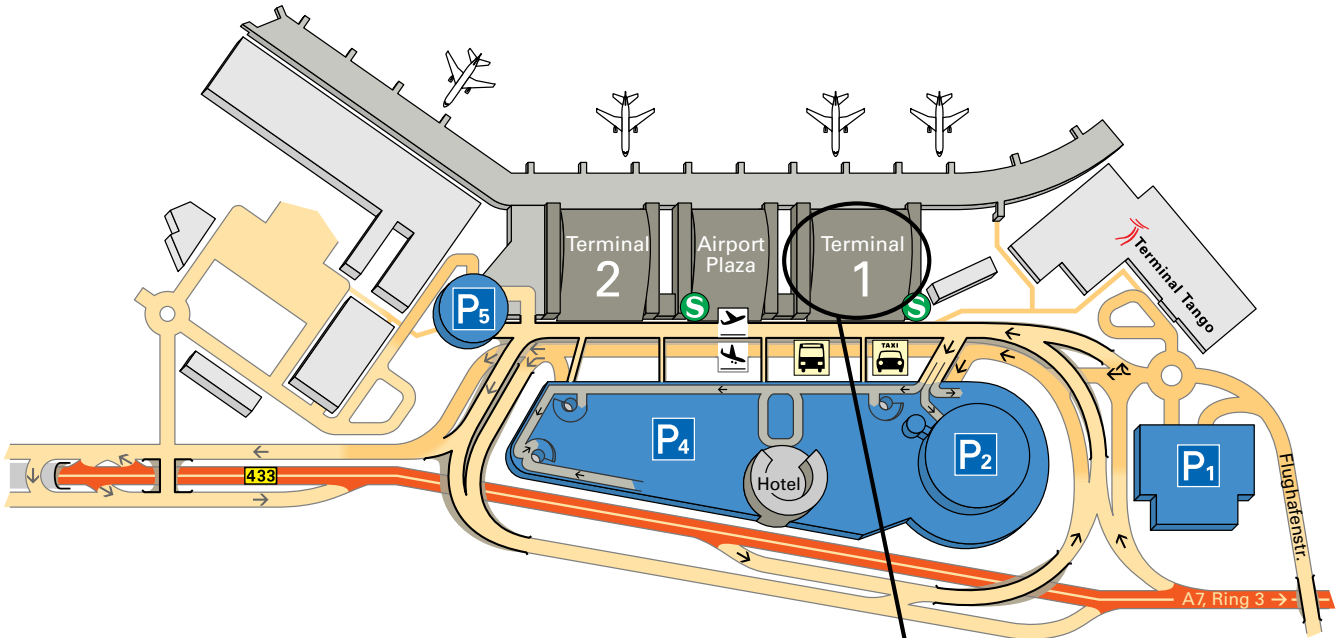 Terminal
2
Airport
Plaza
Terminal
1
Terminal Tango
S
S
P5
TAXI
P4
P2
P1
Hotel
433
Flughafenstr.
A7, Ring 3 →